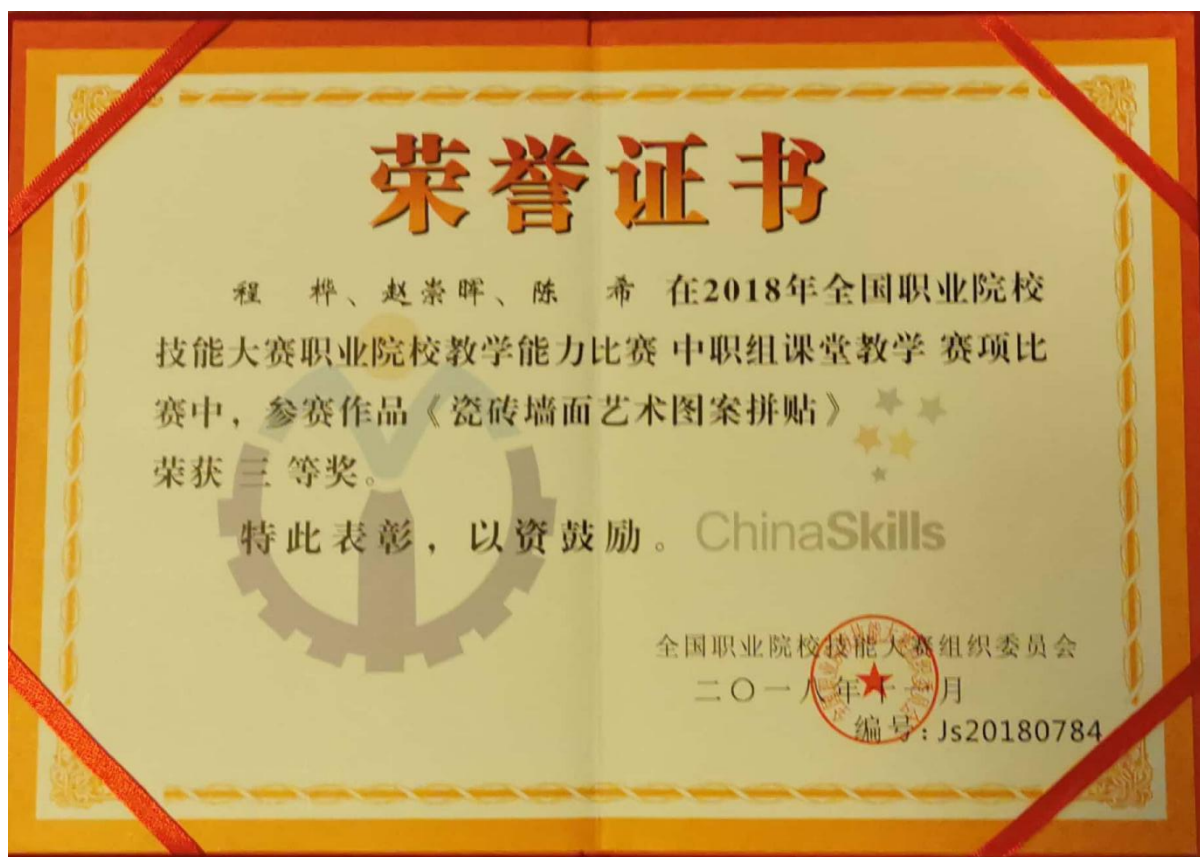 荣誉证书
程 桦、赵崇晖、陈 希 在2018年全国职业院校
技能大赛职业院校教学能力比赛 中职组课堂教学 赛项比
赛中，参赛作品《瓷砖墙面艺术图案拼贴》
荣获 三 等奖。
特此表彰，以资鼓励。
ChinaSkills
全国职业院校技能大赛组织委员会
二〇一八年十一月
编号：Js20180784